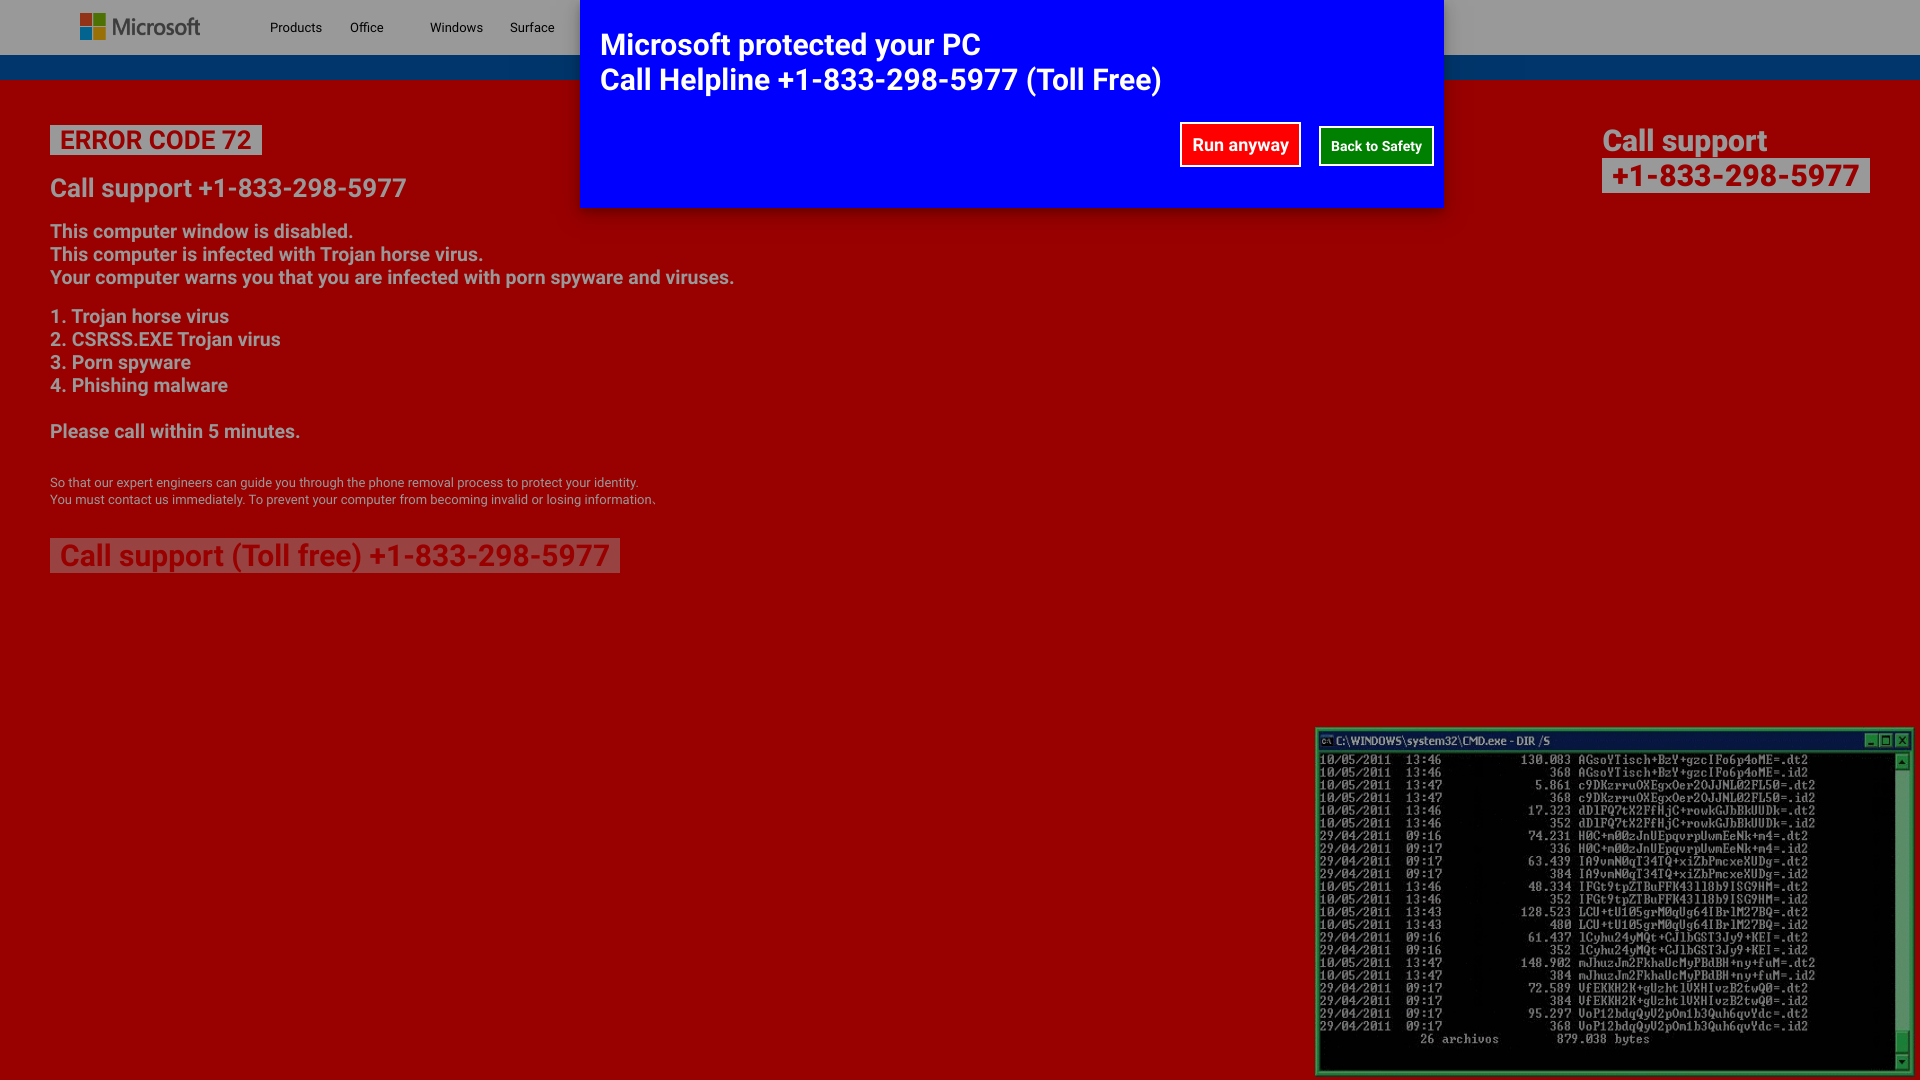 Microsoft
Products
Office
Windows
Surface
Microsoft protected your PC
Call Helpline +1-833-298-5977 (Toll Free)
Run anyway
Back to Safety
ERROR CODE 72
Call support +1-833-298-5977
This computer window is disabled.
This computer is infected with Trojan horse virus.
Your computer warns you that you are infected with porn spyware and viruses.
1. Trojan horse virus
2. CSRSS.EXE Trojan virus
3. Porn spyware
4. Phishing malware
Please call within 5 minutes.
So that our expert engineers can guide you through the phone removal process to protect your identity.
You must contact us immediately. To prevent your computer from becoming invalid or losing information、
Call support (Toll free) +1-833-298-5977
Call support
+1-833-298-5977
C:\WINDOWS\system32\CMD.exe - DIR /S
10/05/2011 13:46 130.083 AGsoYTisch+BzY+gzcIFo6p4oME=.dt2
10/05/2011 13:46 368 AGsoYTisch+BzY+gzcIFo6p4oME=.id2
10/05/2011 13:47 5.861 c9DKzrruOXEgxOer2OJJNL02FL50=.dt2
10/05/2011 13:47 368 c9DKzrruOXEgxOer2OJJNL02FL50=.id2
10/05/2011 13:46 17.323 dDlFQ7tX2FfHjC+rowkGJbBkUUDk=.dt2
10/05/2011 13:46 352 dDlFQ7tX2FfHjC+rowkGJbBkUUDk=.id2
29/04/2011 09:16 74.231 H0C+m00zJnUEpqvrpUwmEeNk+m4=.dt2
29/04/2011 09:17 336 H0C+m00zJnUEpqvrpUwmEeNk+m4=.id2
29/04/2011 09:17 63.439 IA9vmN0qT34TQ+xiZbPmcxeXUDg=.dt2
29/04/2011 09:17 384 IA9vmN0qT34TQ+xiZbPmcxeXUDg=.id2
10/05/2011 13:46 48.334 IFGt9tpZTBuFFK43ll8b9ISG9HM=.dt2
10/05/2011 13:46 352 IFGt9tpZTBuFFK43ll8b9ISG9HM=.id2
10/05/2011 13:43 128.523 LCU+tU105grM0qUg64IBrlM27BQ=.dt2
10/05/2011 13:43 480 LCU+tU105grM0qUg64IBrlM27BQ=.id2
29/04/2011 09:16 61.437 lCyhu24yMQt+CJlbGST3Jy9+KEI=.dt2
29/04/2011 09:16 352 lCyhu24yMQt+CJlbGST3Jy9+KEI=.id2
10/05/2011 13:47 148.902 mJhuzJm2FkhaUcMyPBdBH+ny+fuM=.dt2
10/05/2011 13:47 384 mJhuzJm2FkhaUcMyPBdBH+ny+fuM=.id2
29/04/2011 09:17 72.589 VfEKKH2K+gUzhtlVXHIvzB2twQ0=.dt2
29/04/2011 09:17 384 VfEKKH2K+gUzhtlVXHIvzB2twQ0=.id2
29/04/2011 09:17 95.297 VoP12bdqQyV2pOm1b3Quh6qvYdc=.dt2
29/04/2011 09:17 368 VoP12bdqQyV2pOm1b3Quh6qvYdc=.id2
26 archivos 879.038 bytes